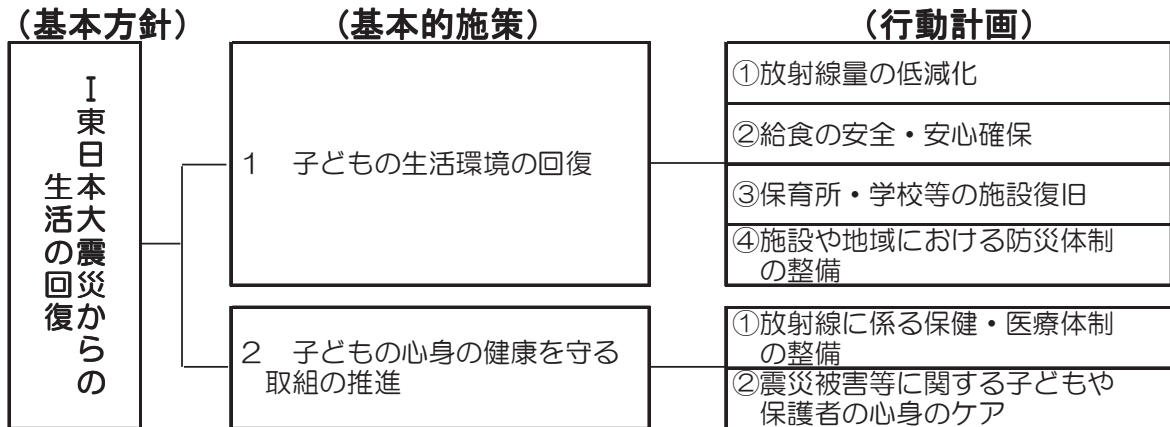 （基本方針）
（基本的施策）
（行動計画）
Ⅰ東日本大震災からの
生活の回復
１　子どもの生活環境の回復
①放射線量の低減化
②給食の安全・安心確保
③保育所・学校等の施設復旧
④施設や地域における防災体制
の整備
２　子どもの心身の健康を守る
取組の推進
①放射線に係る保健・医療体制
の整備
②震災被害等に関する子どもや
保護者の心身のケア